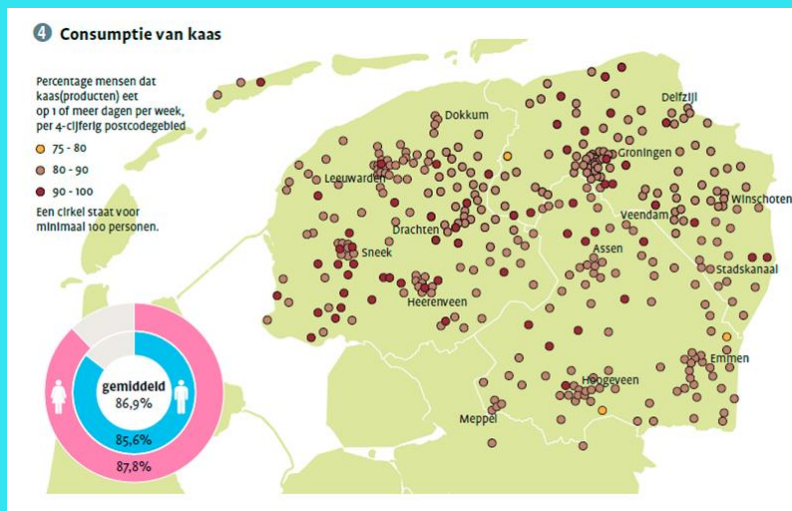 4 Consumptie van kaas
Percentage mensen dat
kaas(producten) eet
op 1 of meer dagen per week,
per 4-cijferig postcodegebied
75 - 80
80 - 90
90 - 100
Een cirkel staat voor
minimaal 100 personen.
Dokkum
Delfzijl
Groningen
Leeuwarden
Winschoten
Veendam
Drachten
Assen
Sneek
Stadskanaal
Heerenveen
Emmen
Hoogeveen
Meppel
gemiddeld
86,9%
85,6%
87,8%